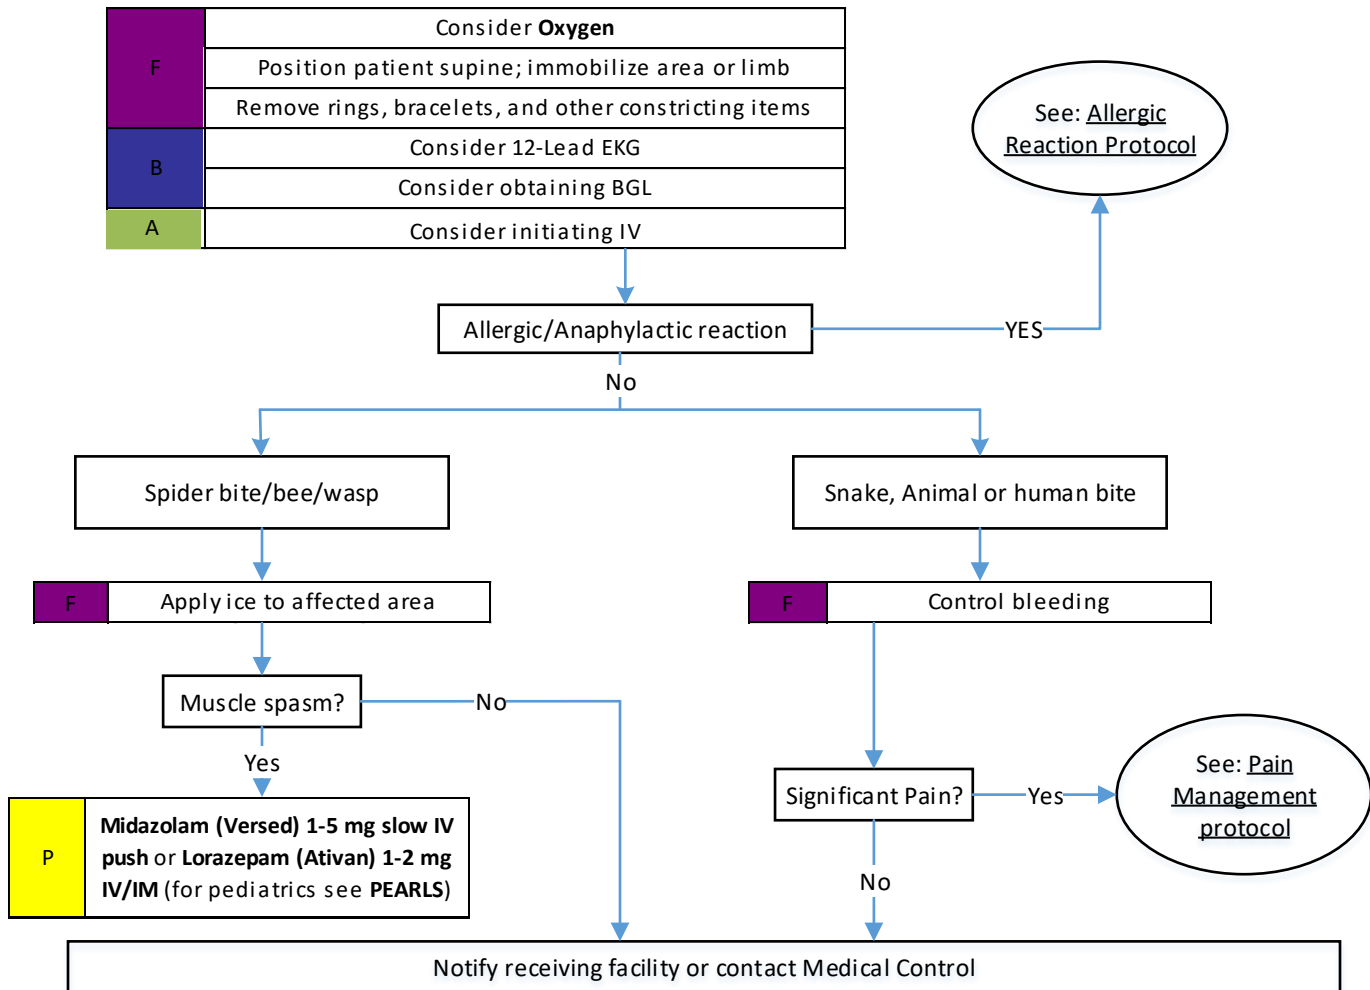 F
Consider Oxygen
Position patient supine; immobilize area or limb
Remove rings, bracelets, and other constricting items
B
Consider 12-Lead EKG
Consider obtaining BGL
A
Consider initiating IV
See: Allergic
Reaction Protocol
Allergic/Anaphylactic reaction
YES
No
Spider bite/bee/wasp
Snake, Animal or human bite
F
Apply ice to affected area
F
Control bleeding
Muscle spasm?
No
Yes
Significant Pain?
Yes
See: Pain
Management
protocol
P
Midazolam (Versed) 1-5 mg slow IV
push or Lorazepam (Ativan) 1-2 mg
IV/IM (for pediatrics see PEARLS)
No
Notify receiving facility or contact Medical Control